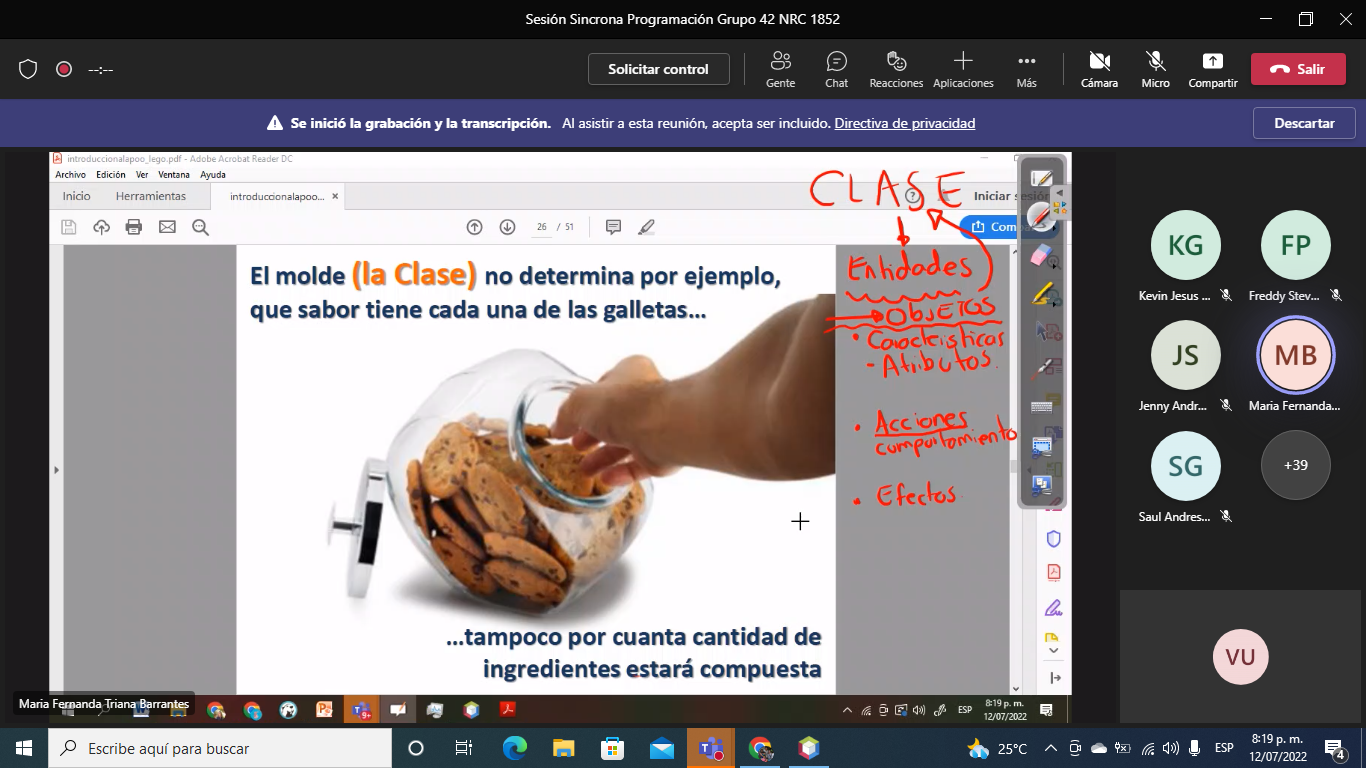 Sesión Sincrona Programación Grupo 42 NRC 1852
--:--
Solicitar control
Gente
Chat
Reacciones
Aplicaciones
Más
Cámara
Micro
Compartir
Salir
Se inició la grabación y la transcripción. Al asistir a esta reunión, acepta ser incluido. Directiva de privacidad
Descartar
introduccionalapoo_lego.pdf - Adobe Acrobat Reader DC
Archivo Edición Ver Ventana Ayuda
Inicio Herramientas introduccionalapoo... ×
Iniciar sesión
26 / 51
Com
El molde (la Clase) no determina por ejemplo,
que sabor tiene cada una de las galletas...
...tampoco por cuanta cantidad de
ingredientes estará compuesta
CLASE
Entidades
Objetos
• Características
- Atributos.
• Acciones
comportamiento
• Efectos.
KG
Kevin Jesus ...
FP
Freddy Stev...
JS
Jenny Andr...
MB
Maria Fernanda...
SG
Saul Andres...
+39
VU
Maria Fernanda Triana Barrantes
9+
ESP
8:19 p. m.
12/07/2022
Escribe aquí para buscar
25°C
ESP
8:19 p. m.
12/07/2022
4